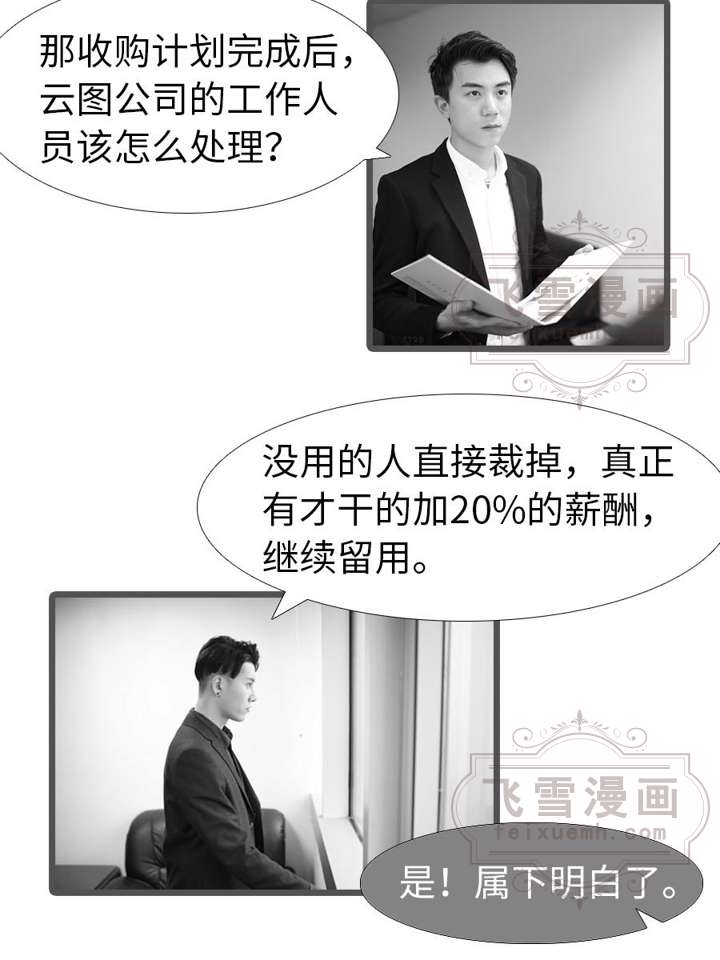 那收购计划完成后，
云图公司的工作人
员该怎么处理？
飞雪漫画
没用的人直接裁掉，真正
有才干的加20%的薪酬，
继续留用。
飞雪漫画
feixuemh.com
是！属下明白了。